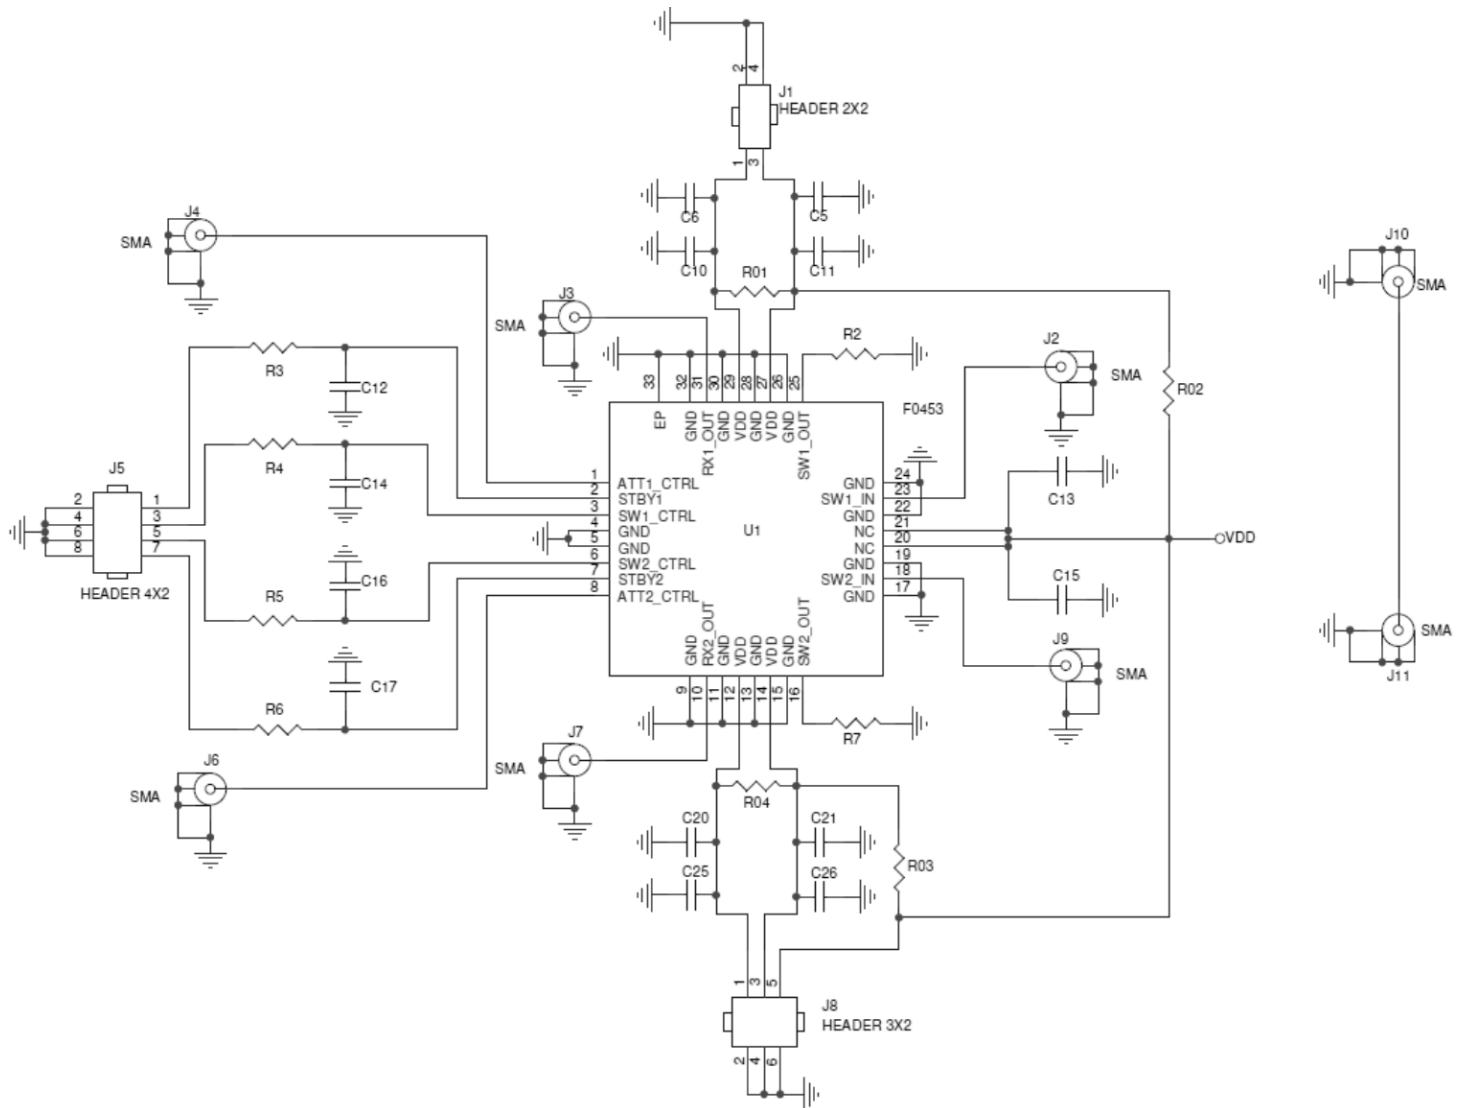 2 4
J1
HEADER 2X2
1 3
C6 C5
C10 C11
R01
J4
SMA
J3
SMA
R2
J10
SMA
J2
SMA
R02
R3
C12
33 32 31 30 29 28 27 26 25
F0453
EP GND RX1_OUT GND VDD GND VDD GND SW1_OUT
R4
C14
J5
2 1
4 3
6 5
8 7
HEADER 4X2
1 ATT1_CTRL
2 STBY1
3 SW1_CTRL
4 GND
5 GND
6 SW2_CTRL
7 STBY2
8 ATT2_CTRL
U1
GND 24
SW1_IN 23
GND 22
NC 21
NC 20
GND 19
SW2_IN 18
GND 17
C13
VDD
C15
C16
R5
C17
R6
GND RX2_OUT GND VDD GND VDD GND SW2_OUT
9 10 11 12 13 14 15 16
J9
SMA
SMA
J11
R7
J7
SMA
J6
SMA
R04
C20 C21
C25 C26
R03
1 3 5
J8
HEADER 3X2
2 4 6